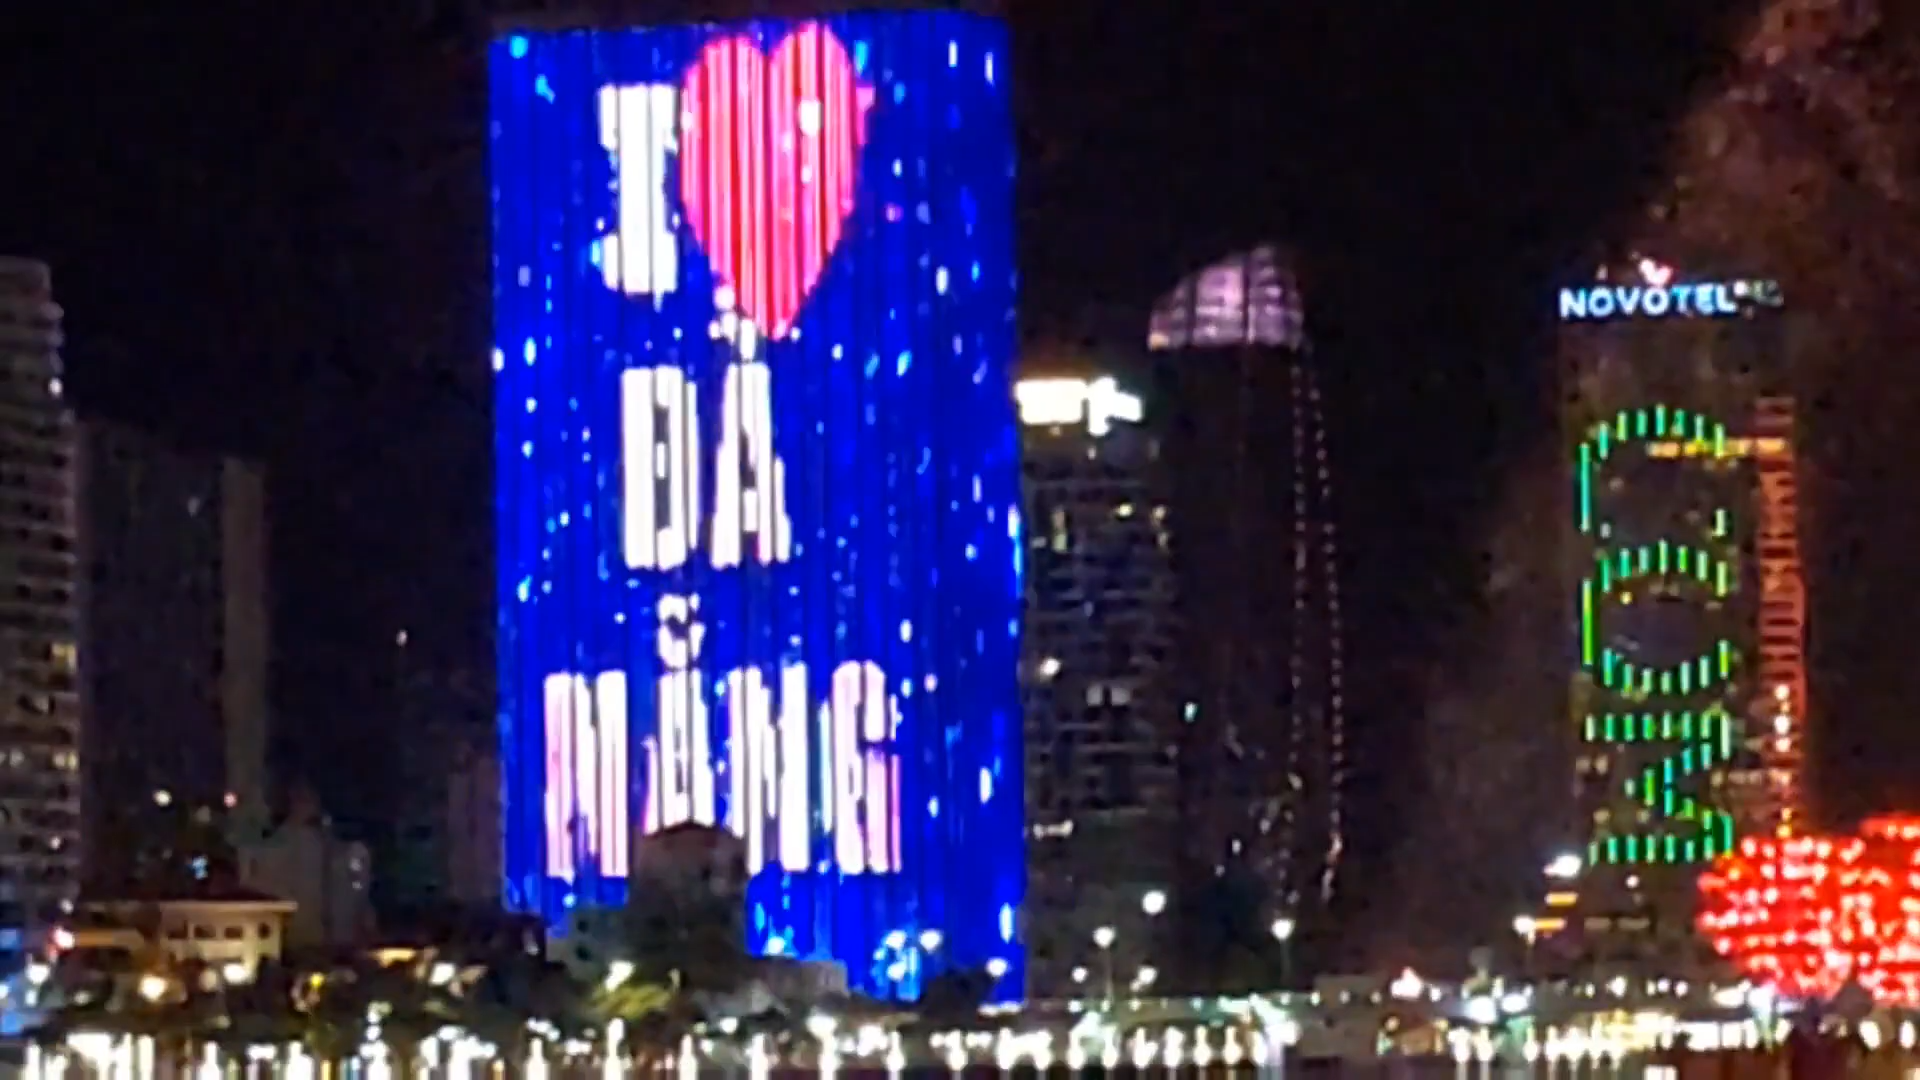 I ❤️
ĐÀ
NẴNG
NOVOTEL